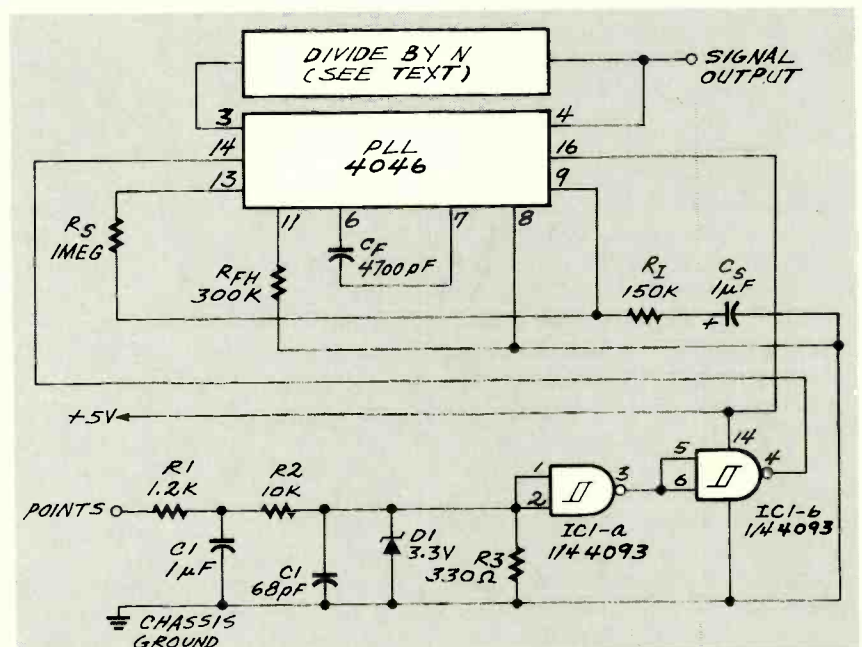 DIVIDE BY N
(SEE TEXT)
SIGNAL
OUTPUT
3
4
14
PLL
4046
16
13
9
11
6
7
8
RS
1MEG
RFH
300K
CF
4700pF
RI
150K
CS
1µF
+
+5V
14
R1
1.2K
R2
10K
POINTS
1
2
3
5
6
4
C1
1µF
C1
68pF
D1
3.3V
R3
330Ω
IC1-a
1/4 4093
IC1-b
1/4 4093
CHASSIS
GROUND